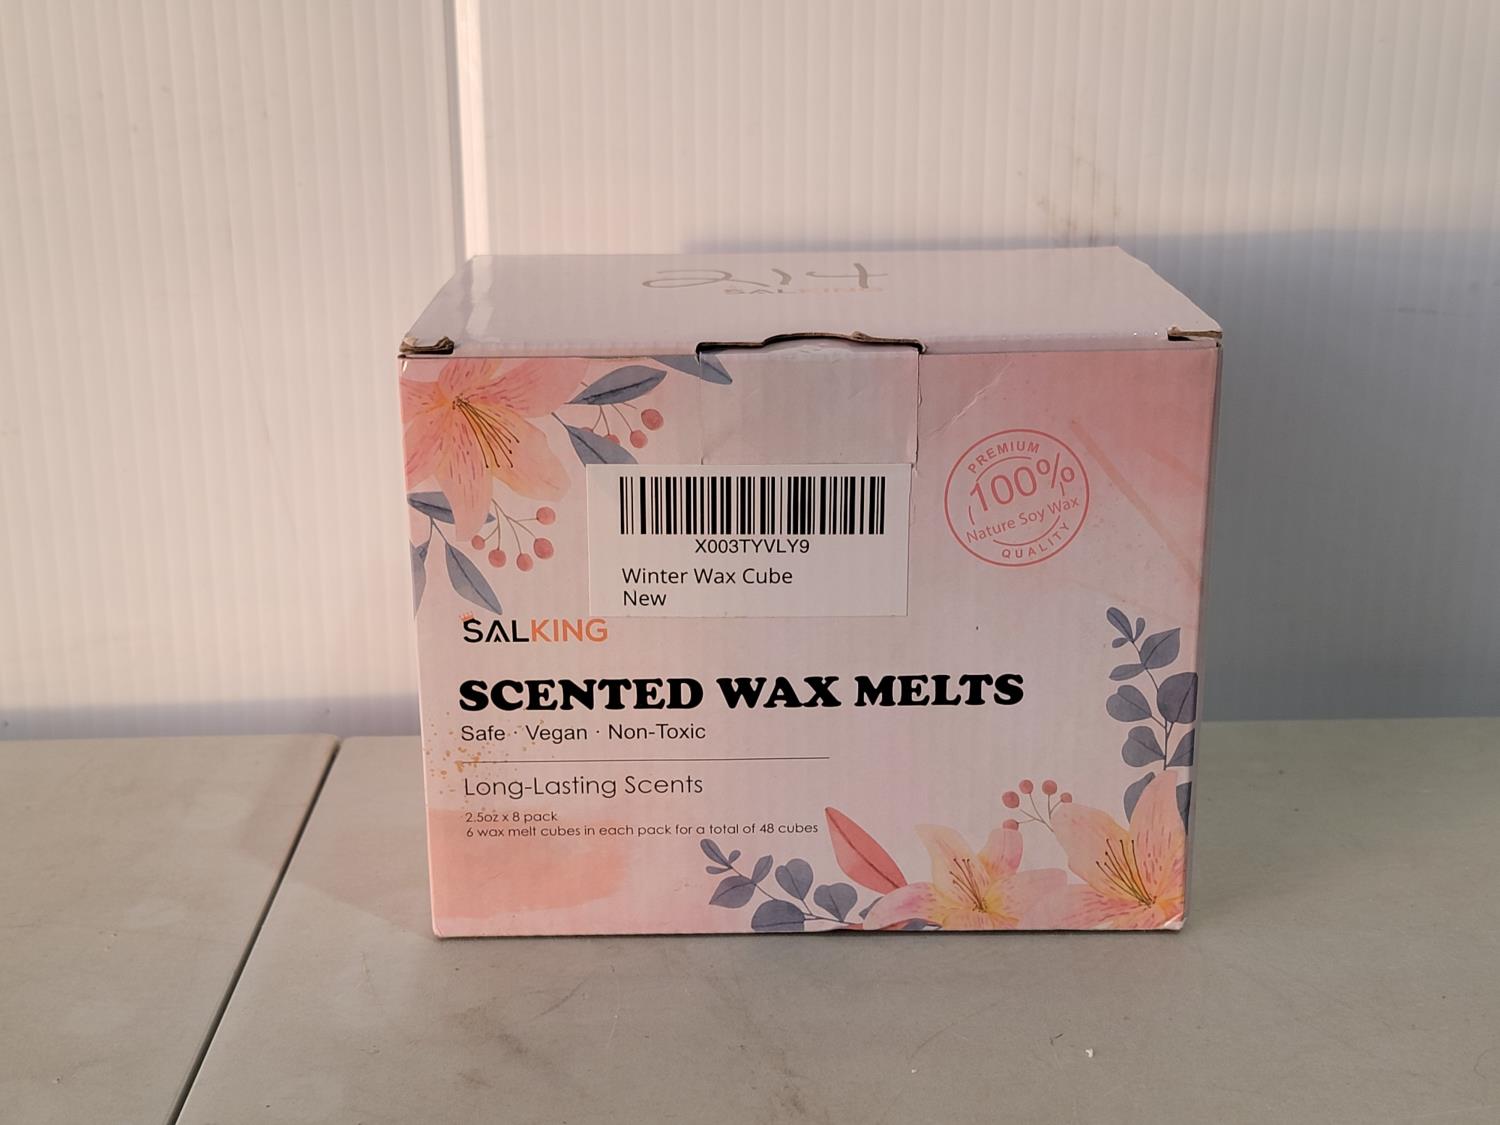 214
SALKING
X003TYVLY9
Winter Wax Cube
New
PREMIUM
100%
Nature Soy Wax
QUALITY
SALKING
SCENTED WAX MELTS
Safe · Vegan · Non-Toxic
Long-Lasting Scents
2.5oz x 8 pack
6 wax melt cubes in each pack for a total of 48 cubes